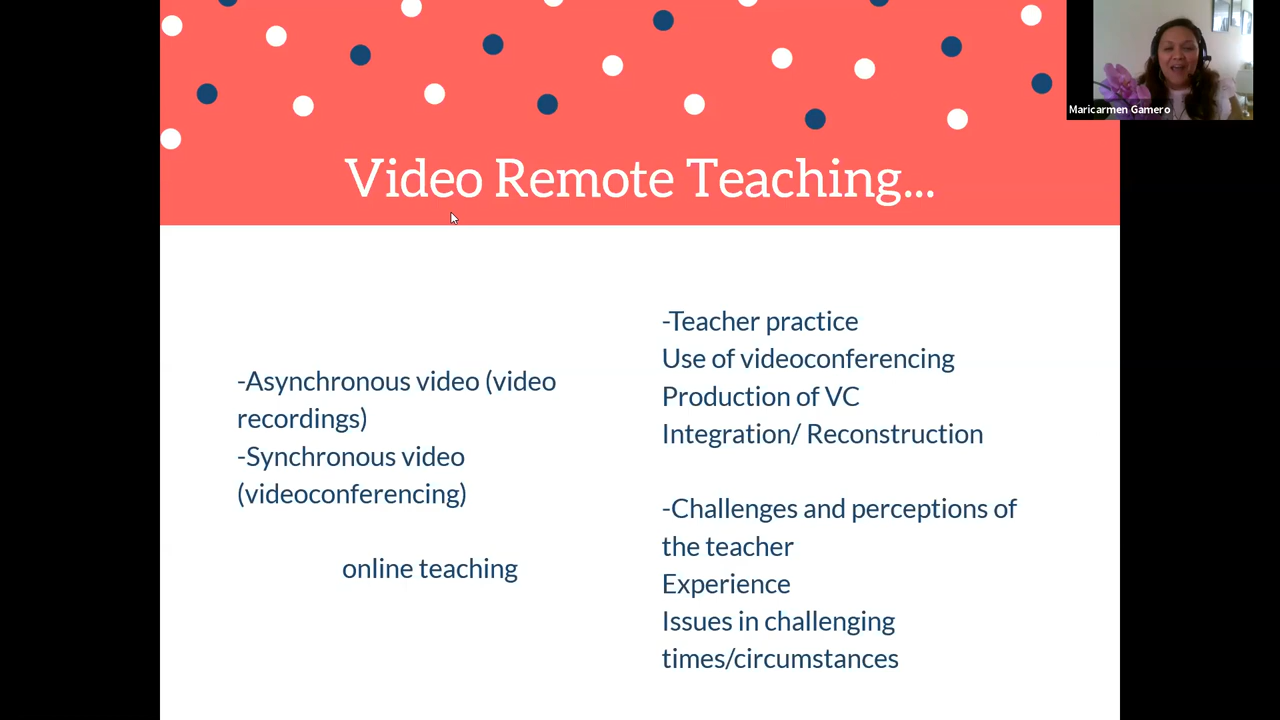 Maricarmen Gamero
Video Remote Teaching...
-Asynchronous video (video
recordings)
-Synchronous video
(videoconferencing)
online teaching
-Teacher practice
Use of videoconferencing
Production of VC
Integration/ Reconstruction
-Challenges and perceptions of
the teacher
Experience
Issues in challenging
times/circumstances